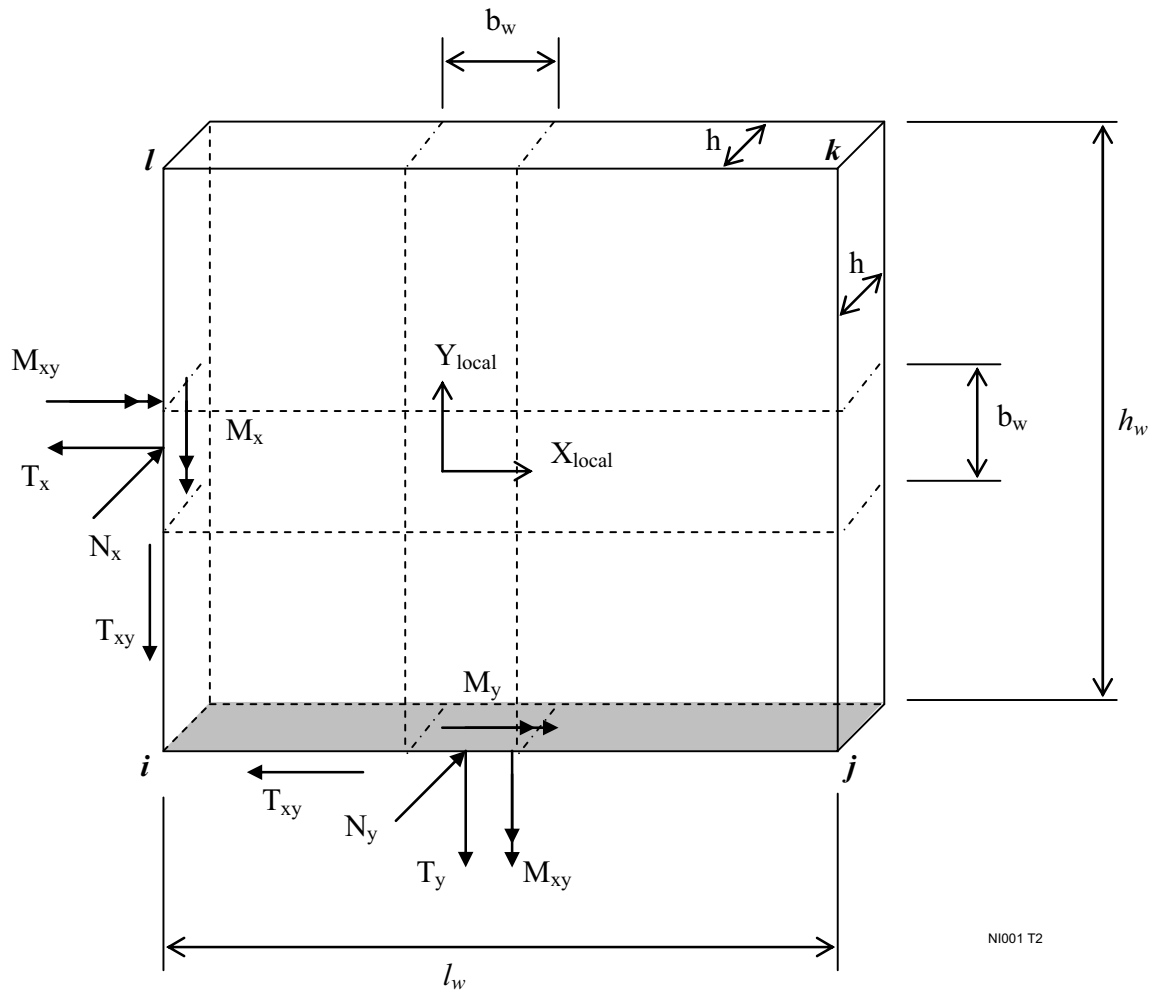 b_w
h
l
k
h
Y_local
M_xy
M_x
b_w
h_w
X_local
T_x
N_x
T_xy
M_y
i
j
T_xy
N_y
T_y
M_xy
NI001 T2
l_w